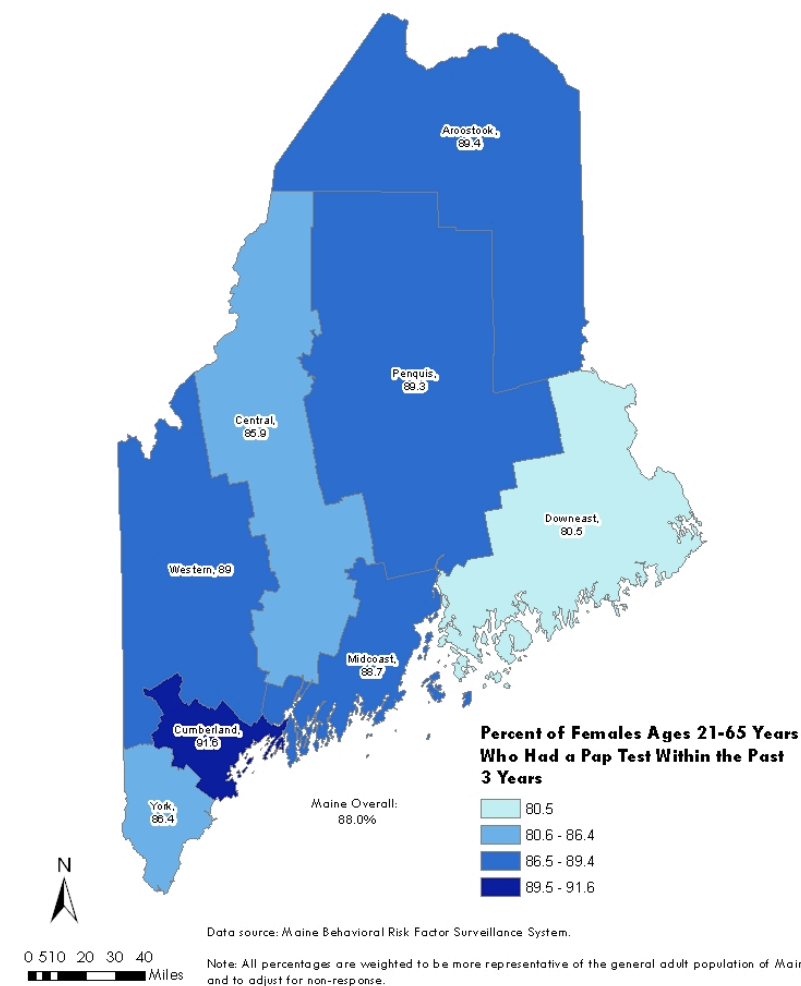 Aroostook,
89.4
Penquis,
89.3
Central,
85.9
Downeast,
80.5
Western, 89
Midcoast,
88.7
Cumberland,
91.6
York,
86.4
Maine Overall:
88.0%
Percent of Females Ages 21-65 Years
Who Had a Pap Test Within the Past
3 Years
80.5
80.6 - 86.4
86.5 - 89.4
89.5 - 91.6
N
0 5 10 20 30 40
Miles
Data source: Maine Behavioral Risk Factor Surveillance System.
Note: All percentages are weighted to be more representative of the general adult population of Mai
and to adjust for non-response.